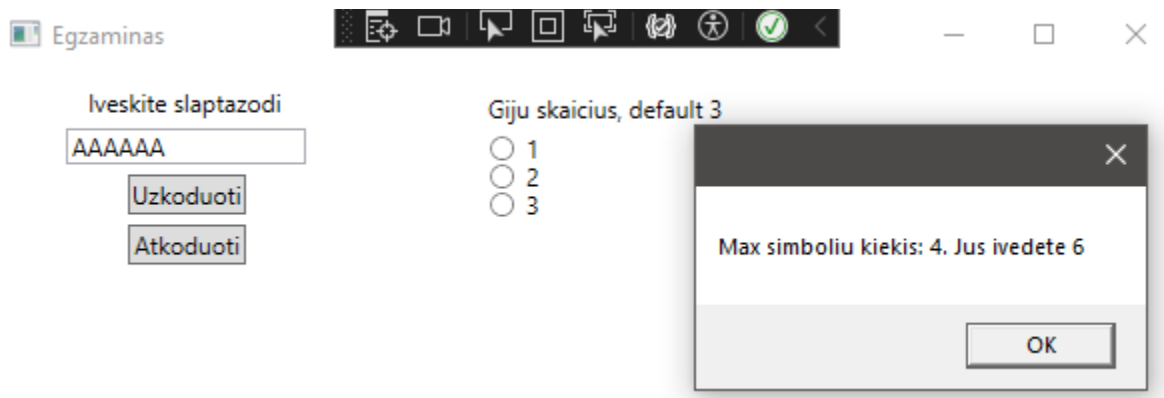 Egzaminas
Iveskite slaptazodi
AAAAAA
Uzkoduoti
Atkoduoti
Giju skaicius, default 3
1
2
3
Max simboliu kiekis: 4. Jus ivedete 6
OK